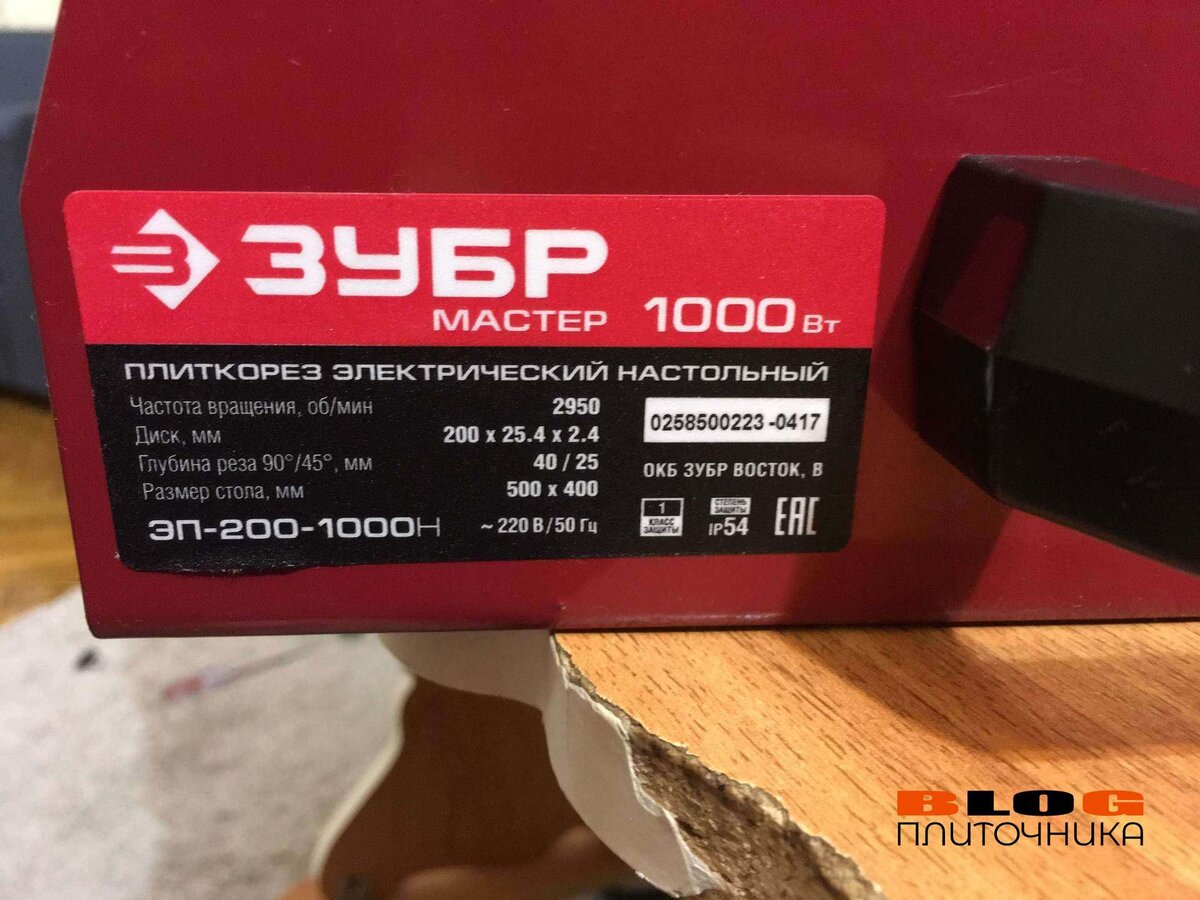 ЗУБР
МАСТЕР 1000 Вт
ПЛИТКОРЕЗ ЭЛЕКТРИЧЕСКИЙ НАСТОЛЬНЫЙ
Частота вращения, об/мин 2950
Диск, мм 200 x 25.4 x 2.4
Глубина реза 90°/45°, мм 40 / 25
Размер стола, мм 500 x 400
ЭП-200-1000Н ~ 220 В / 50 Гц
0258500223 -0417
ОКБ ЗУБР ВОСТОК, В
1
КЛАСС
ЗАЩИТЫ
СТЕПЕНЬ
ЗАЩИТЫ
IP54
EAC
BLOG
ПЛИТОЧНИКА